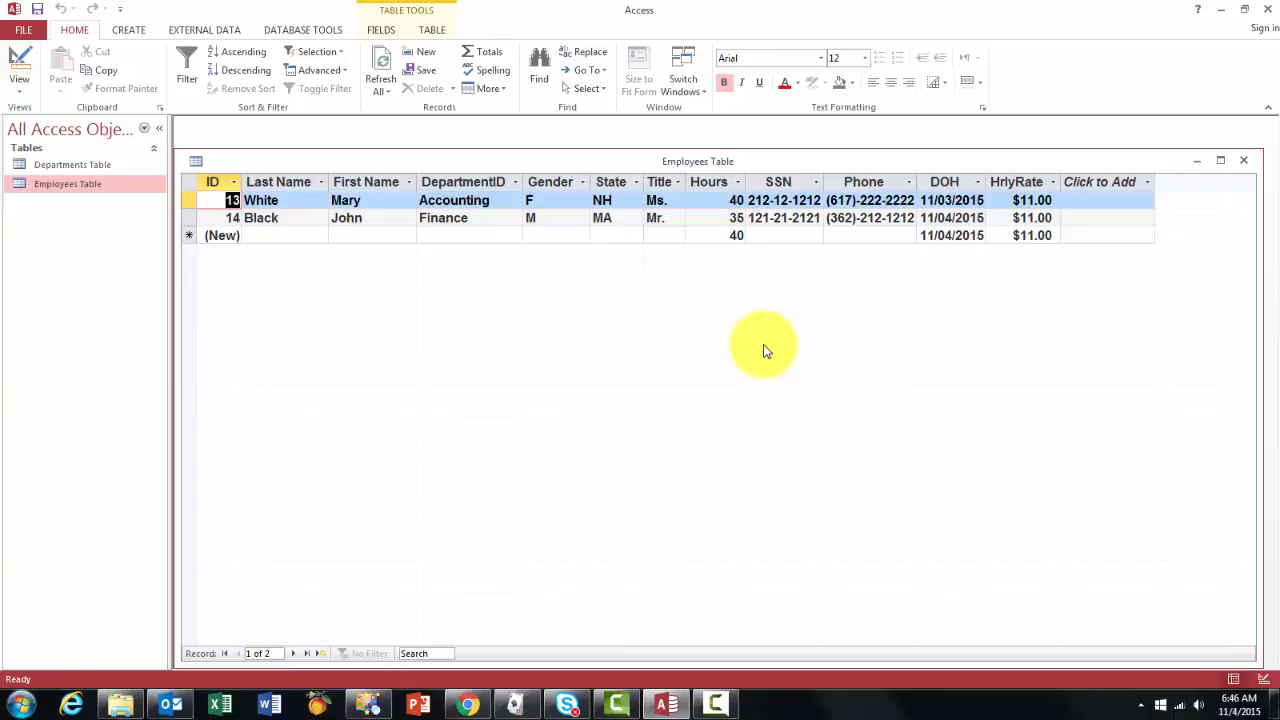 TABLE TOOLS
Access
?
Sign in
FILE
HOME
CREATE
EXTERNAL DATA
DATABASE TOOLS
FIELDS
TABLE
View
Views
Paste
Cut
Copy
Format Painter
Clipboard
Filter
Ascending
Descending
Remove Sort
Selection
Advanced
Toggle Filter
Sort & Filter
Refresh
All
New
Save
Delete
Totals
Spelling
More
Records
Find
Replace
Go To
Select
Find
Size to
Fit Form
Switch
Windows
Window
Arial
12
B I U A
Text Formatting
All Access Obje...
Tables
Departments Table
Employees Table
Employees Table
ID Last Name First Name DepartmentID Gender State Title Hours SSN Phone DOH HrlyRate Click to Add
13 White Mary Accounting F NH Ms. 40 212-12-1212 (617)-222-2222 11/03/2015 $11.00
14 Black John Finance M MA Mr. 35 121-21-2121 (362)-212-1212 11/04/2015 $11.00
* (New) 40 11/04/2015 $11.00
Record: 1 of 2 No Filter Search
Ready
6:46 AM
11/4/2015